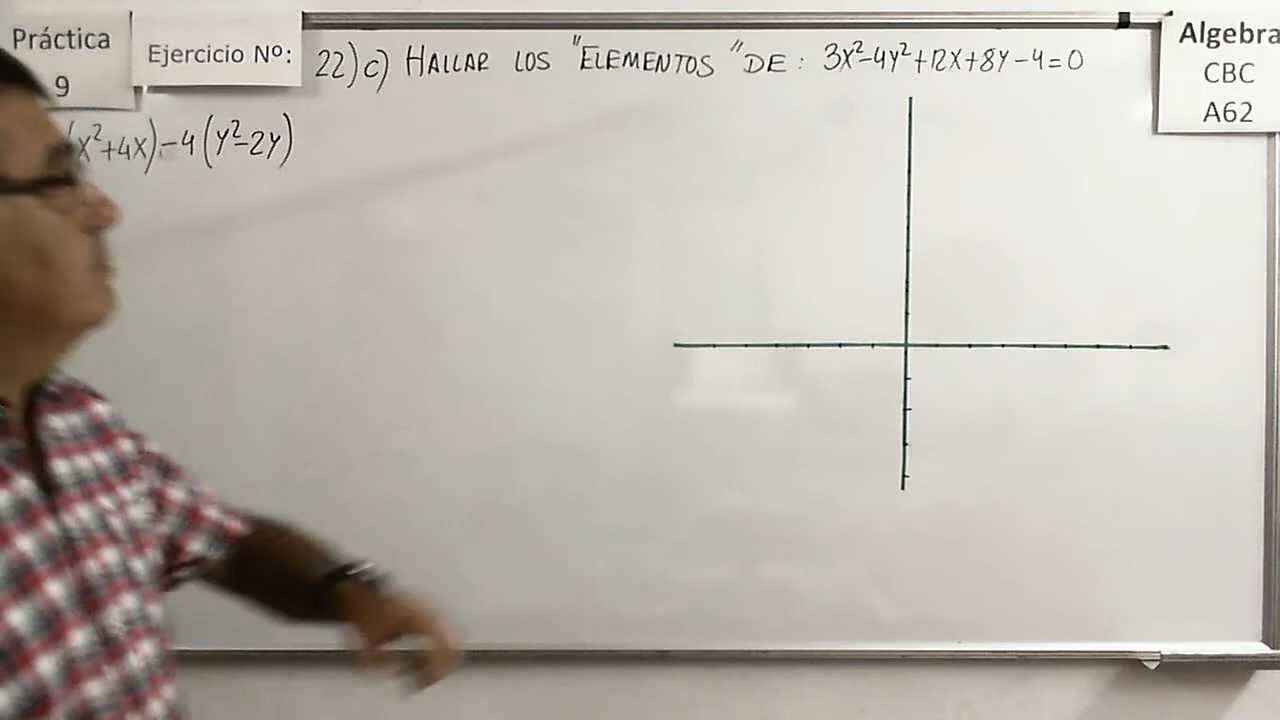 Práctica
9
Ejercicio Nº:
22)c) HALLAR LOS "ELEMENTOS" DE: 3x²-4y²+12x+8y-4=0
Algebra
CBC
A62
(x²+4x)-4(y²-2y)